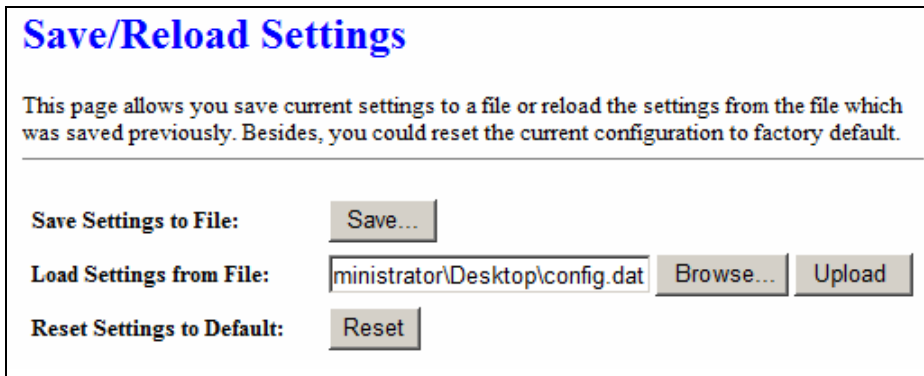 Save/Reload Settings
This page allows you save current settings to a file or reload the settings from the file which
was saved previously. Besides, you could reset the current configuration to factory default.
Save Settings to File: Save...
Load Settings from File: ministrator\Desktop\config.dat Browse... Upload
Reset Settings to Default: Reset